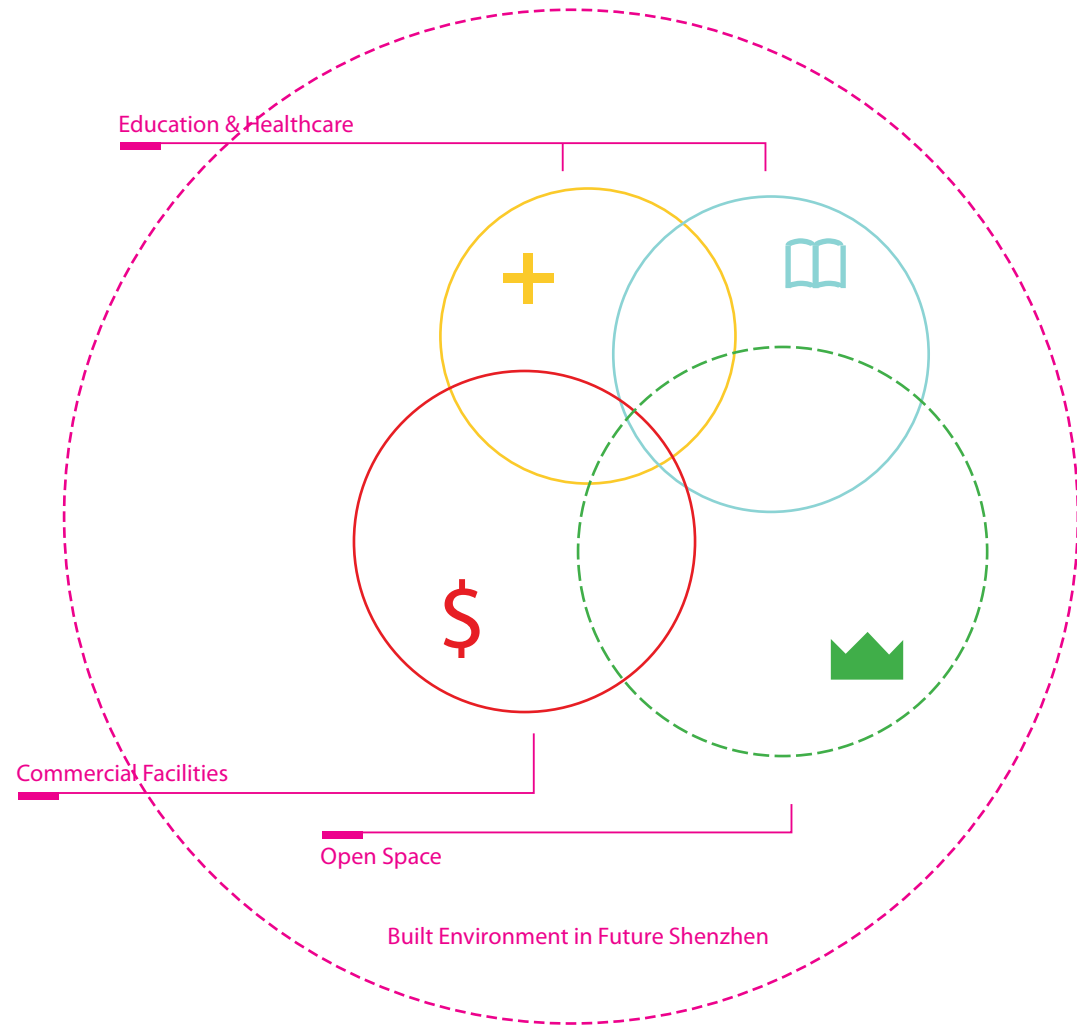 Education & Healthcare
$
Commercial Facilities
Open Space
Built Environment in Future Shenzhen